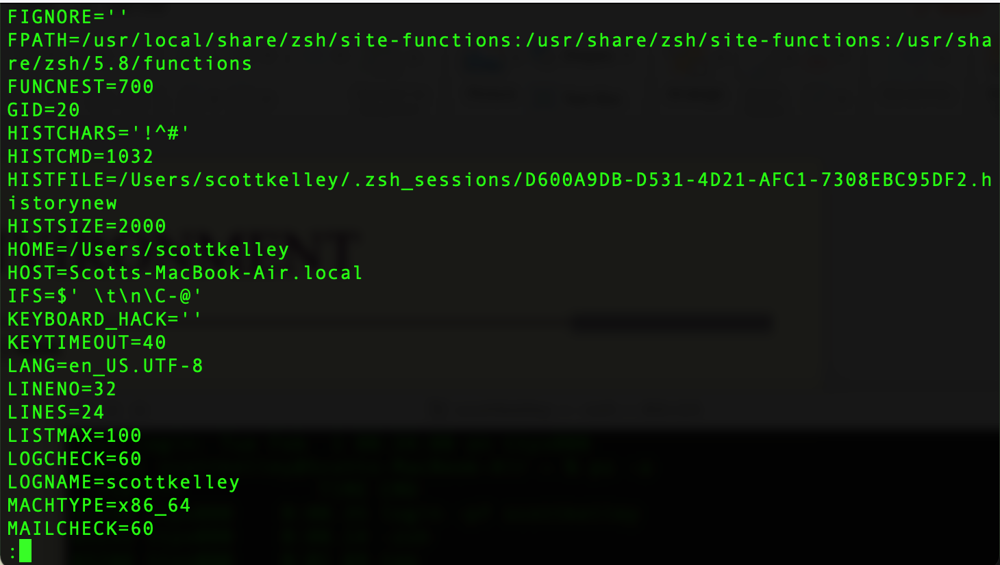 FIGNORE=''
FPATH=/usr/local/share/zsh/site-functions:/usr/share/zsh/site-functions:/usr/sha
re/zsh/5.8/functions
FUNCNEST=700
GID=20
HISTCHARS='!^#'
HISTCMD=1032
HISTFILE=/Users/scottkelley/.zsh_sessions/D600A9DB-D531-4D21-AFC1-7308EBC95DF2.h
istorynew
HISTSIZE=2000
HOME=/Users/scottkelley
HOST=Scotts-MacBook-Air.local
IFS=$' \t\n\C-@'
KEYBOARD_HACK=''
KEYTIMEOUT=40
LANG=en_US.UTF-8
LINENO=32
LINES=24
LISTMAX=100
LOGCHECK=60
LOGNAME=scottkelley
MACHTYPE=x86_64
MAILCHECK=60
: